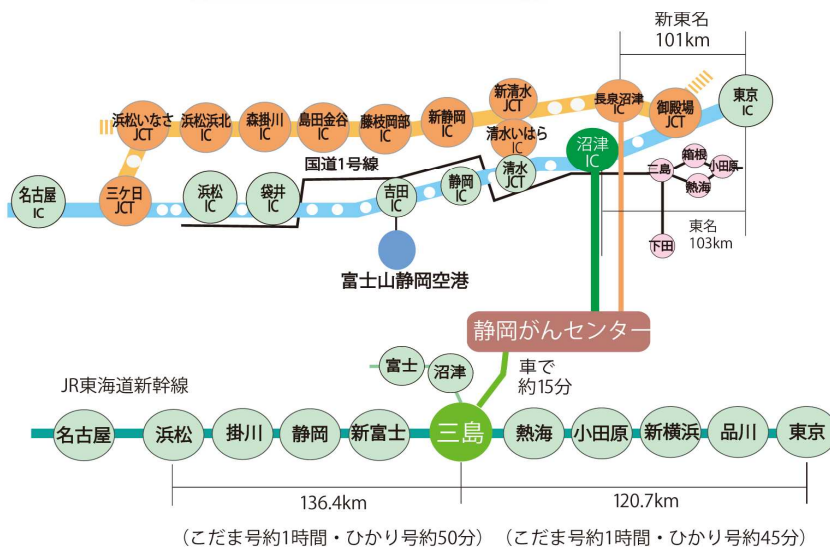 新東名
101km
浜松いなさ
JCT
浜松浜北
IC
森掛川
IC
島田金谷
IC
藤枝岡部
IC
新静岡
IC
新清水
JCT
清水いはら
IC
長泉沼津
IC
御殿場
JCT
東京
IC
国道1号線
沼津
IC
名古屋
IC
三ケ日
JCT
浜松
IC
袋井
IC
吉田
IC
静岡
IC
清水
JCT
三島
箱根
小田原
熱海
下田
東名
103km
富士山静岡空港
静岡がんセンター
車で
約15分
富士
沼津
JR東海道新幹線
名古屋
浜松
掛川
静岡
新富士
三島
熱海
小田原
新横浜
品川
東京
136.4km
120.7km
（こだま号約1時間・ひかり号約50分）
（こだま号約1時間・ひかり号約45分）